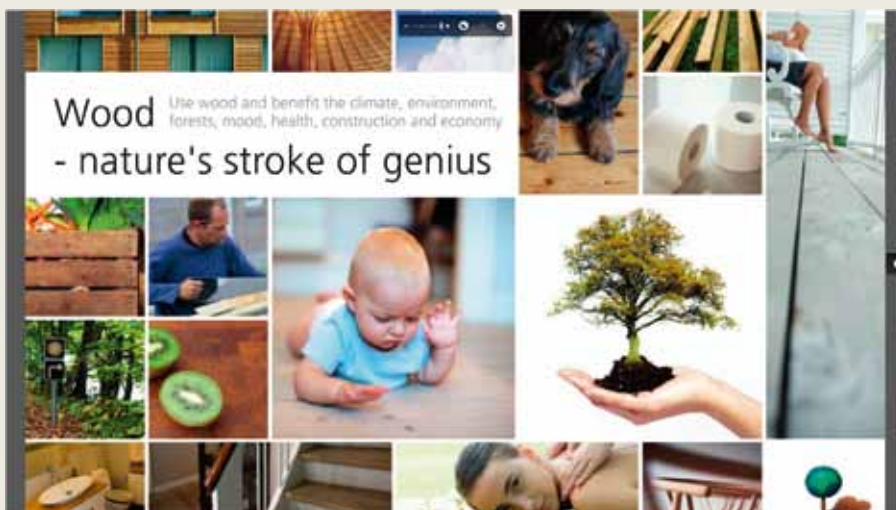 Wood
Use wood and benefit the climate, environment,
forests, mood, health, construction and economy
- nature's stroke of genius